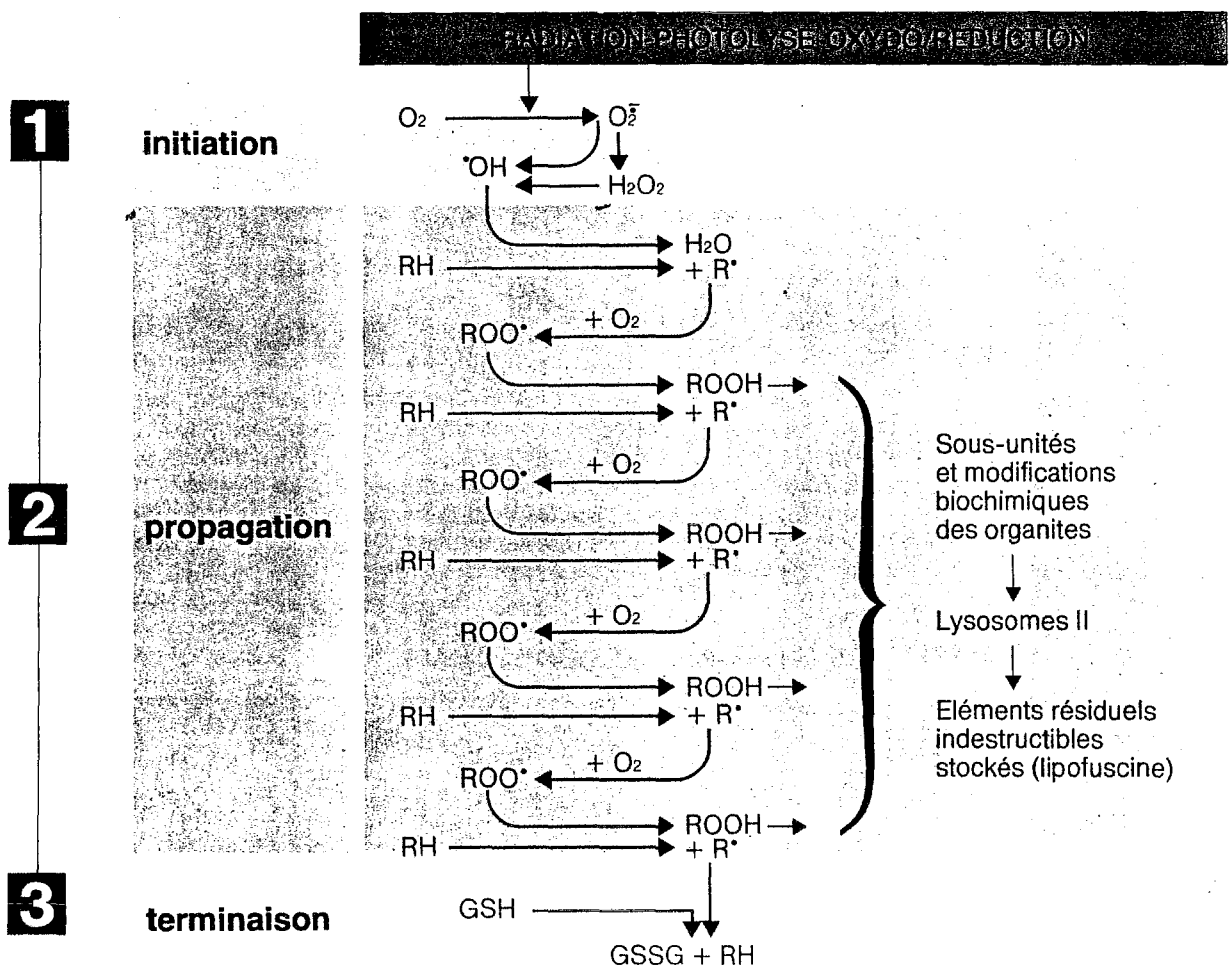 RADIATION-PHOTOLYSE-OXYDO/REDUCTION
1
initiation
O₂
O₂•̄
•OH
H₂O₂
H₂O
RH
+ R•
+ O₂
ROO•
ROOH
RH
+ R•
+ O₂
ROO•
2
propagation
ROOH
RH
+ R•
+ O₂
ROO•
ROOH
RH
+ R•
+ O₂
ROO•
ROOH
RH
+ R•
Sous-unités
et modifications
biochimiques
des organites
Lysosomes II
Eléments résiduels
indestructibles
stockés (lipofuscine)
3
terminaison
GSH
GSSG + RH